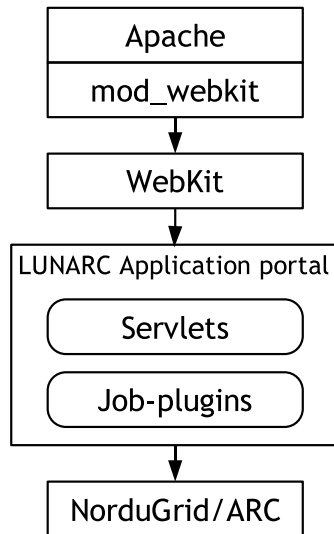 Apache
mod_webkit
WebKit
LUNARC Application portal
Servlets
Job-plugins
NorduGrid/ARC